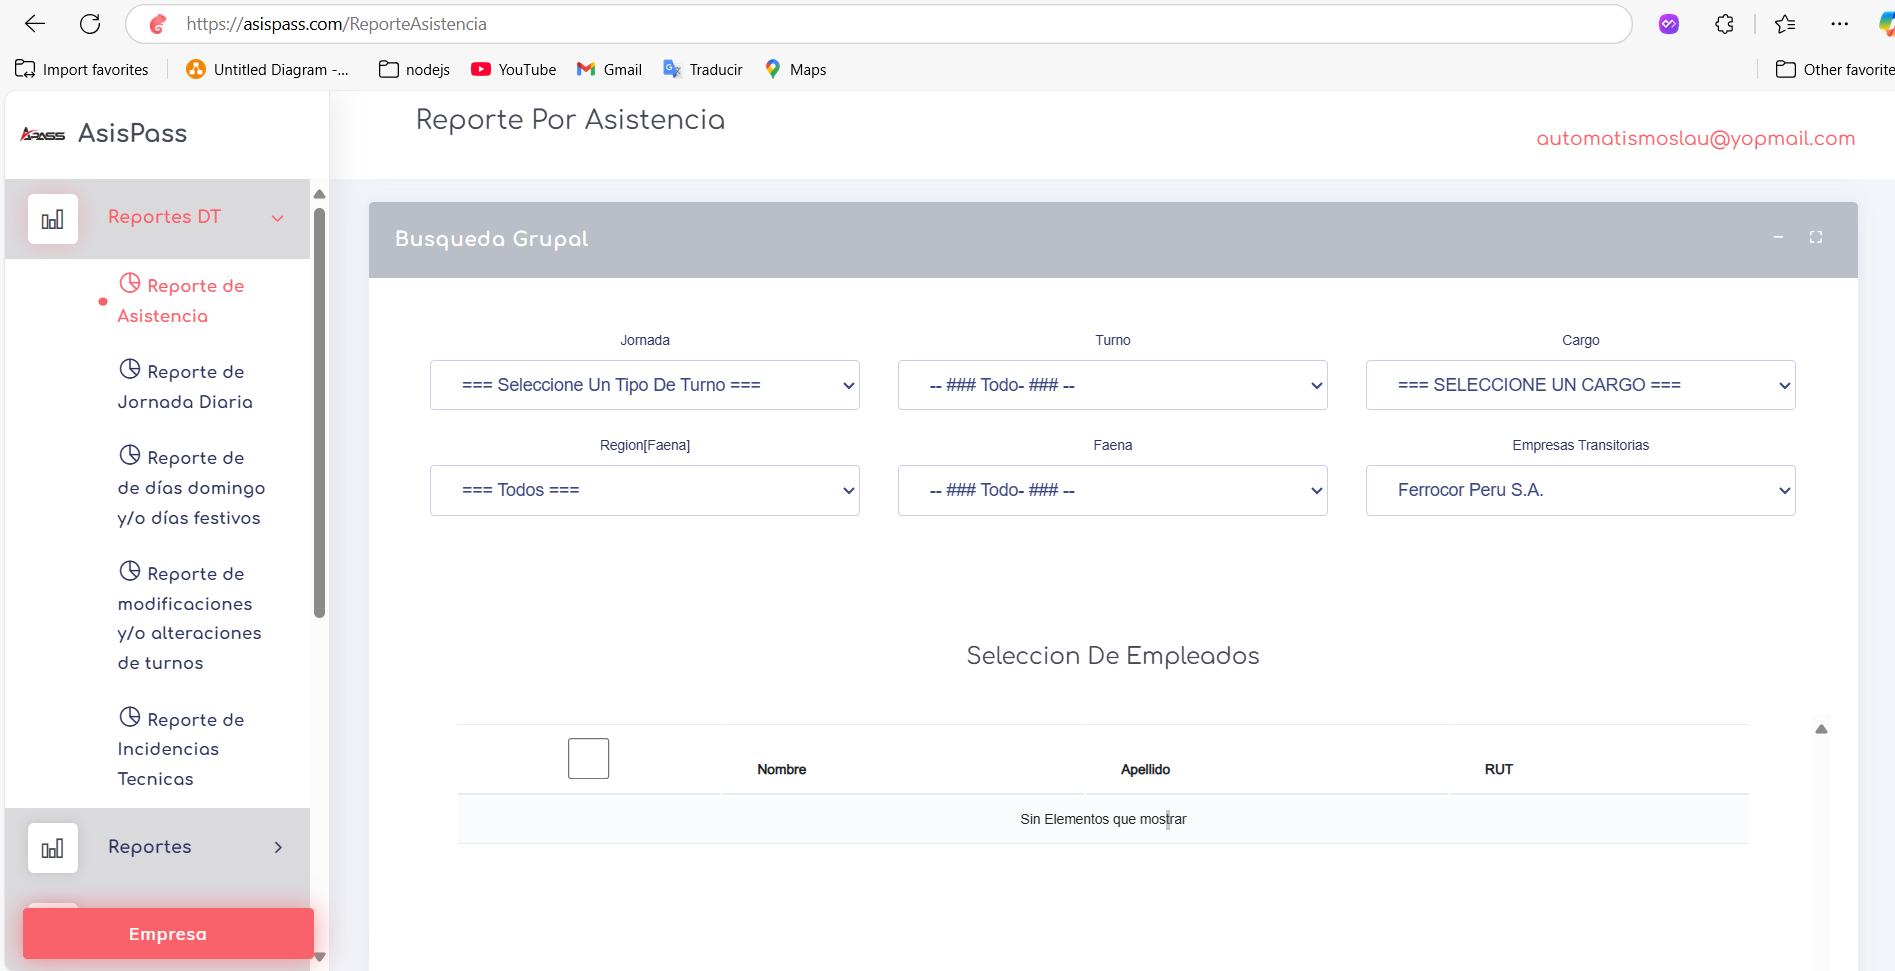 https://asispass.com/ReporteAsistencia
Import favorites
Untitled Diagram -...
nodejs
YouTube
Gmail
Traducir
Maps
Other favorite
APASS
AsisPass
Reporte Por Asistencia
automatismoslau@yopmail.com
Reportes DT
Reporte de
Asistencia
Reporte de
Jornada Diaria
Reporte de
de días domingo
y/o días festivos
Reporte de
modificaciones
y/o alteraciones
de turnos
Reporte de
Incidencias
Tecnicas
Reportes
Empresa
Busqueda Grupal
Jornada
Turno
Cargo
=== Seleccione Un Tipo De Turno ===
-- ### Todo- ### --
=== SELECCIONE UN CARGO ===
Region[Faena]
Faena
Empresas Transitorias
=== Todos ===
-- ### Todo- ### --
Ferrocor Peru S.A.
Seleccion De Empleados
Nombre
Apellido
RUT
Sin Elementos que mostrar